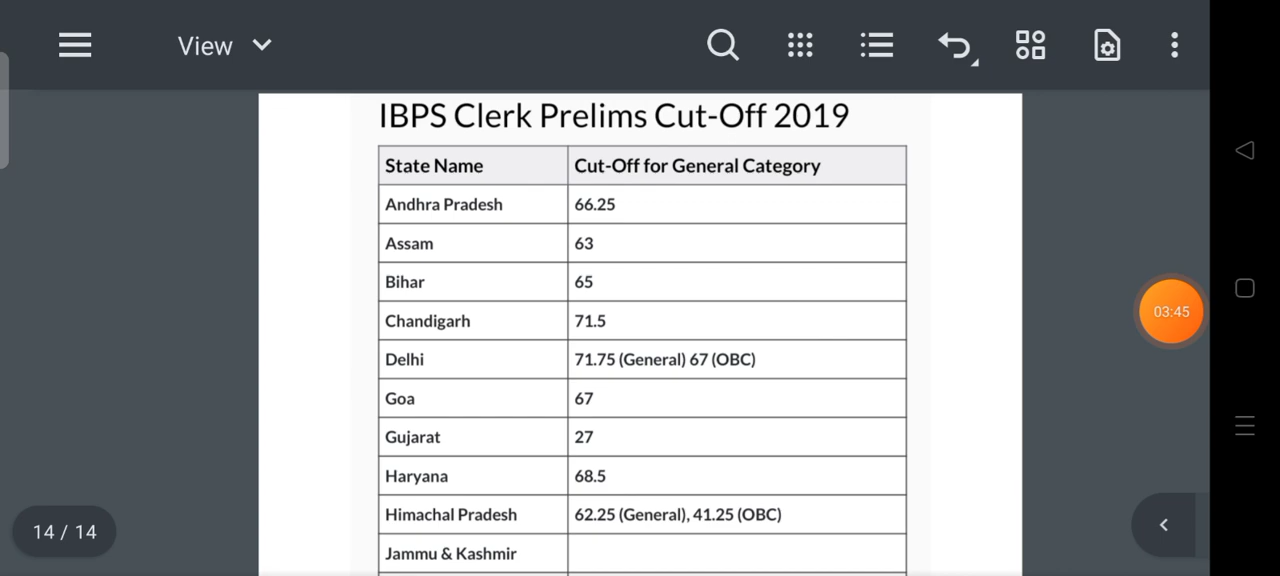 View
IBPS Clerk Prelims Cut-Off 2019
State Name Cut-Off for General Category
Andhra Pradesh 66.25
Assam 63
Bihar 65
Chandigarh 71.5
Delhi 71.75 (General) 67 (OBC)
Goa 67
Gujarat 27
Haryana 68.5
Himachal Pradesh 62.25 (General), 41.25 (OBC)
Jammu & Kashmir
03:45
14 / 14